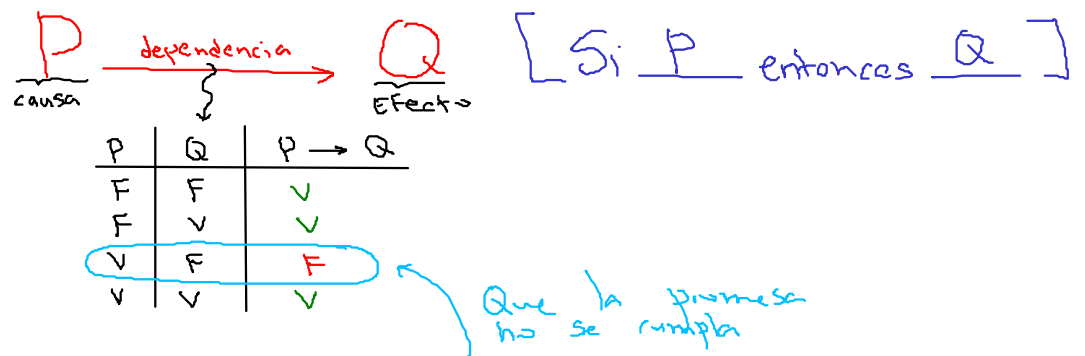 P dependencia Q [Si P entonces Q]
causa Efecto
P Q P → Q
F F V
F V V
V F F
V V V
Que la promesa
no se cumpla